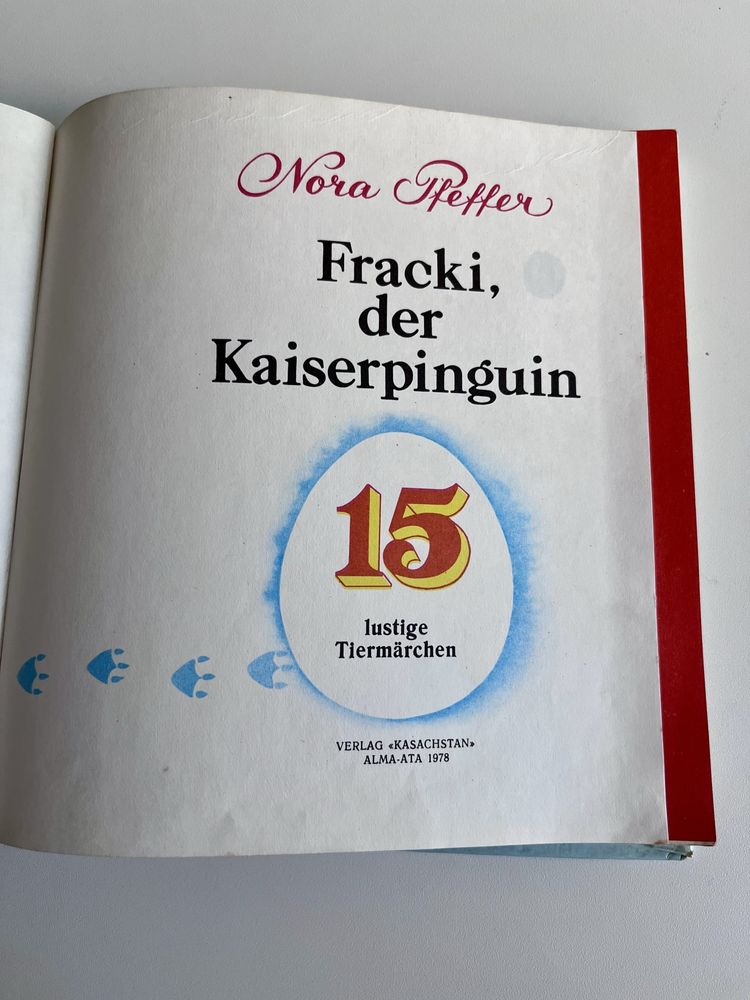 Nora Pfeffer
Fracki,
der
Kaiserpinguin
15
lustige
Tiermärchen
VERLAG «KASACHSTAN»
ALMA-ATA 1978